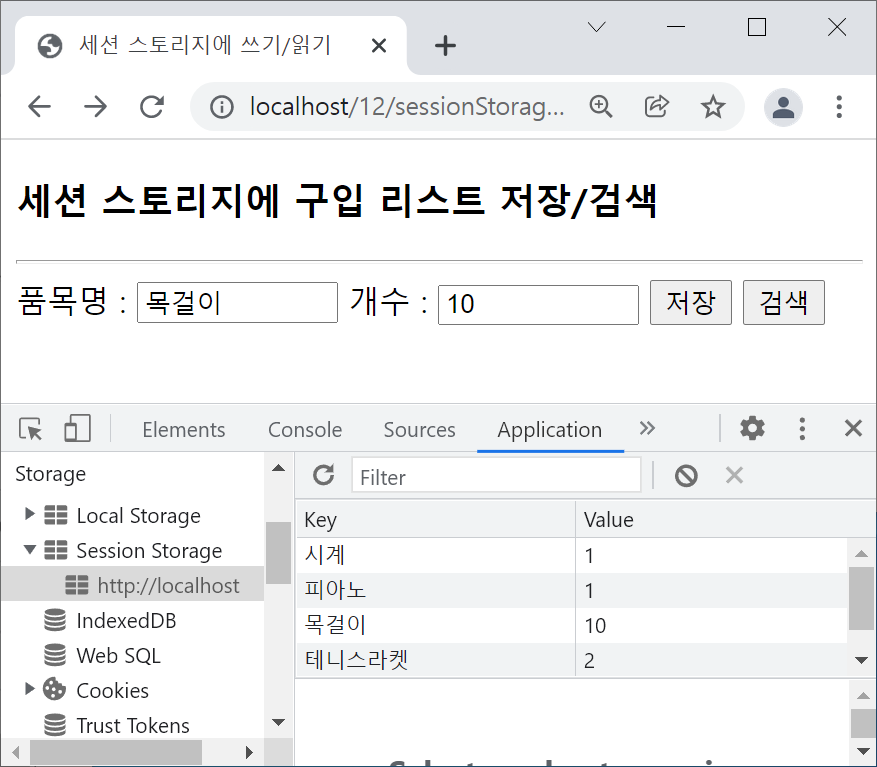 세션 스토리지에 쓰기/읽기
localhost/12/sessionStorag...
세션 스토리지에 구입 리스트 저장/검색
품목명 : 목걸이 개수 : 10 저장 검색
Elements Console Sources Application
Storage
Filter
Local Storage
Session Storage
http://localhost
IndexedDB
Web SQL
Cookies
Trust Tokens
Key Value
시계 1
피아노 1
목걸이 10
테니스라켓 2